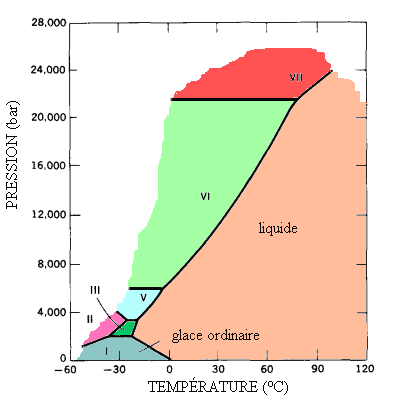 PRESSION (bar)
28,000
24,000
20,000
16,000
12,000
8,000
4,000
0
VII
VI
liquide
III
V
II
glace ordinaire
I
−60 −30 0 30 60 90 120
TEMPÉRATURE (°C)